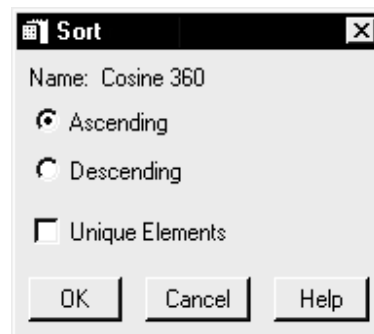 Sort
Name: Cosine 360
Ascending
Descending
Unique Elements
OK Cancel Help